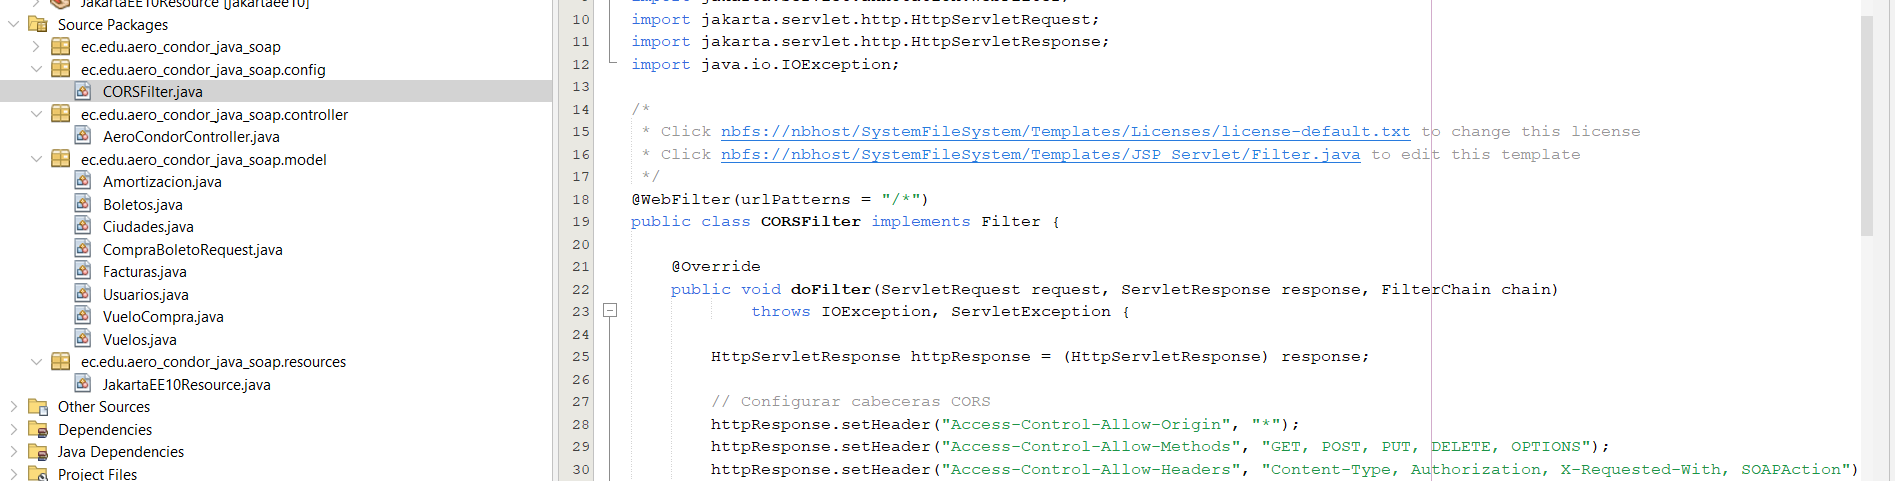 JakartaEE10Resource [jakartaee10]
Source Packages
ec.edu.aero_condor_java_soap
ec.edu.aero_condor_java_soap.config
CORSFilter.java
ec.edu.aero_condor_java_soap.controller
AeroCondorController.java
ec.edu.aero_condor_java_soap.model
Amortizacion.java
Boletos.java
Ciudades.java
CompraBoletoRequest.java
Facturas.java
Usuarios.java
VueloCompra.java
Vuelos.java
ec.edu.aero_condor_java_soap.resources
JakartaEE10Resource.java
Other Sources
Dependencies
Java Dependencies
Project Files
10 import jakarta.servlet.http.HttpServletRequest;
11 import jakarta.servlet.http.HttpServletResponse;
12 import java.io.IOException;
13
14 /*
15 * Click nbfs://nbhost/SystemFileSystem/Templates/Licenses/license-default.txt to change this license
16 * Click nbfs://nbhost/SystemFileSystem/Templates/JSP_Servlet/Filter.java to edit this template
17 */
18 @WebFilter(urlPatterns = "/*")
19 public class CORSFilter implements Filter {
20
21 @Override
22 public void doFilter(ServletRequest request, ServletResponse response, FilterChain chain)
23 throws IOException, ServletException {
24
25 HttpServletResponse httpResponse = (HttpServletResponse) response;
26
27 // Configurar cabeceras CORS
28 httpResponse.setHeader("Access-Control-Allow-Origin", "*");
29 httpResponse.setHeader("Access-Control-Allow-Methods", "GET, POST, PUT, DELETE, OPTIONS");
30 httpResponse.setHeader("Access-Control-Allow-Headers", "Content-Type, Authorization, X-Requested-With, SOAPAction")